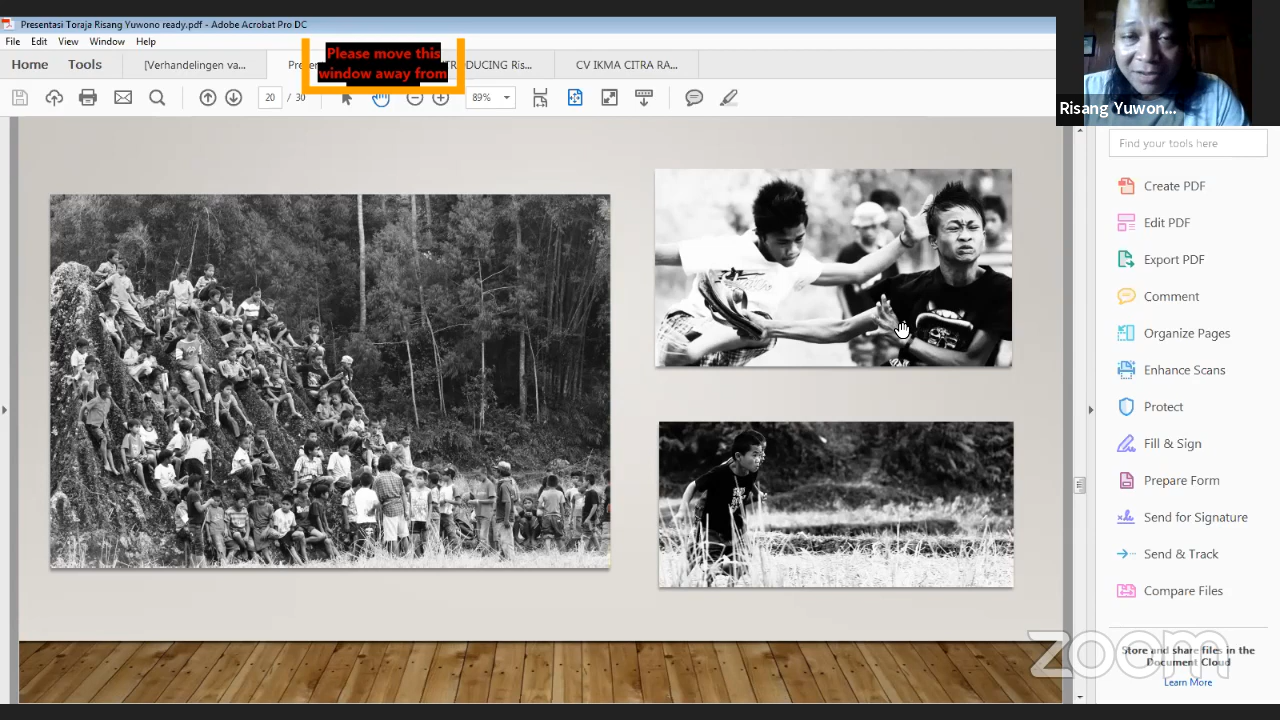 Presentasi Toraja Risang Yuwono ready.pdf - Adobe Acrobat Pro DC
File Edit View Window Help
Home Tools [Verhandelingen va... TRODUCING Ris... CV IKMA CITRA RA...
Please move this
window away from
20 / 30 89%
Risang Yuwon...
Find your tools here
Create PDF
Edit PDF
Export PDF
Comment
Organize Pages
Enhance Scans
Protect
Fill & Sign
Prepare Form
Send for Signature
Send & Track
Compare Files
Store and share files in the
Document Cloud
Learn More
zoom